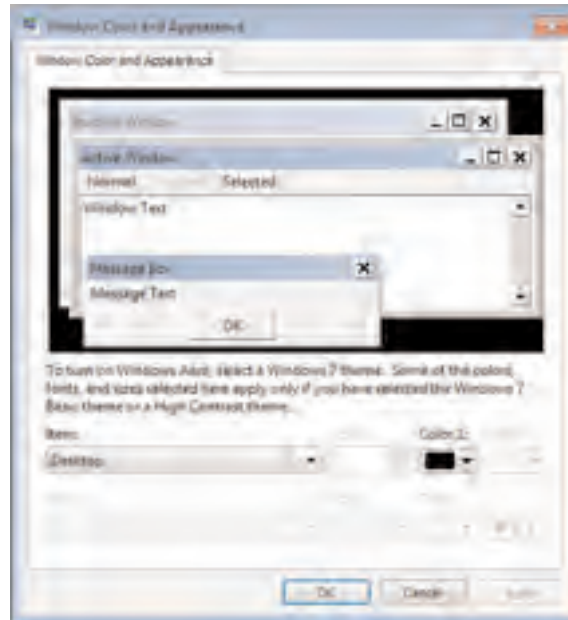 Window Color and Appearance
Window Color and Appearance
Inactive Window
Active Window
Normal Selected
Window Text
Message Box
Message Text
OK
To turn on Windows Aero, select a Windows 7 theme. Some of the colors,
fonts, and sizes selected here apply only if you have selected the Windows 7
Basic theme or a High Contrast theme.
Item:
Color 1:
Desktop
OK Cancel Apply